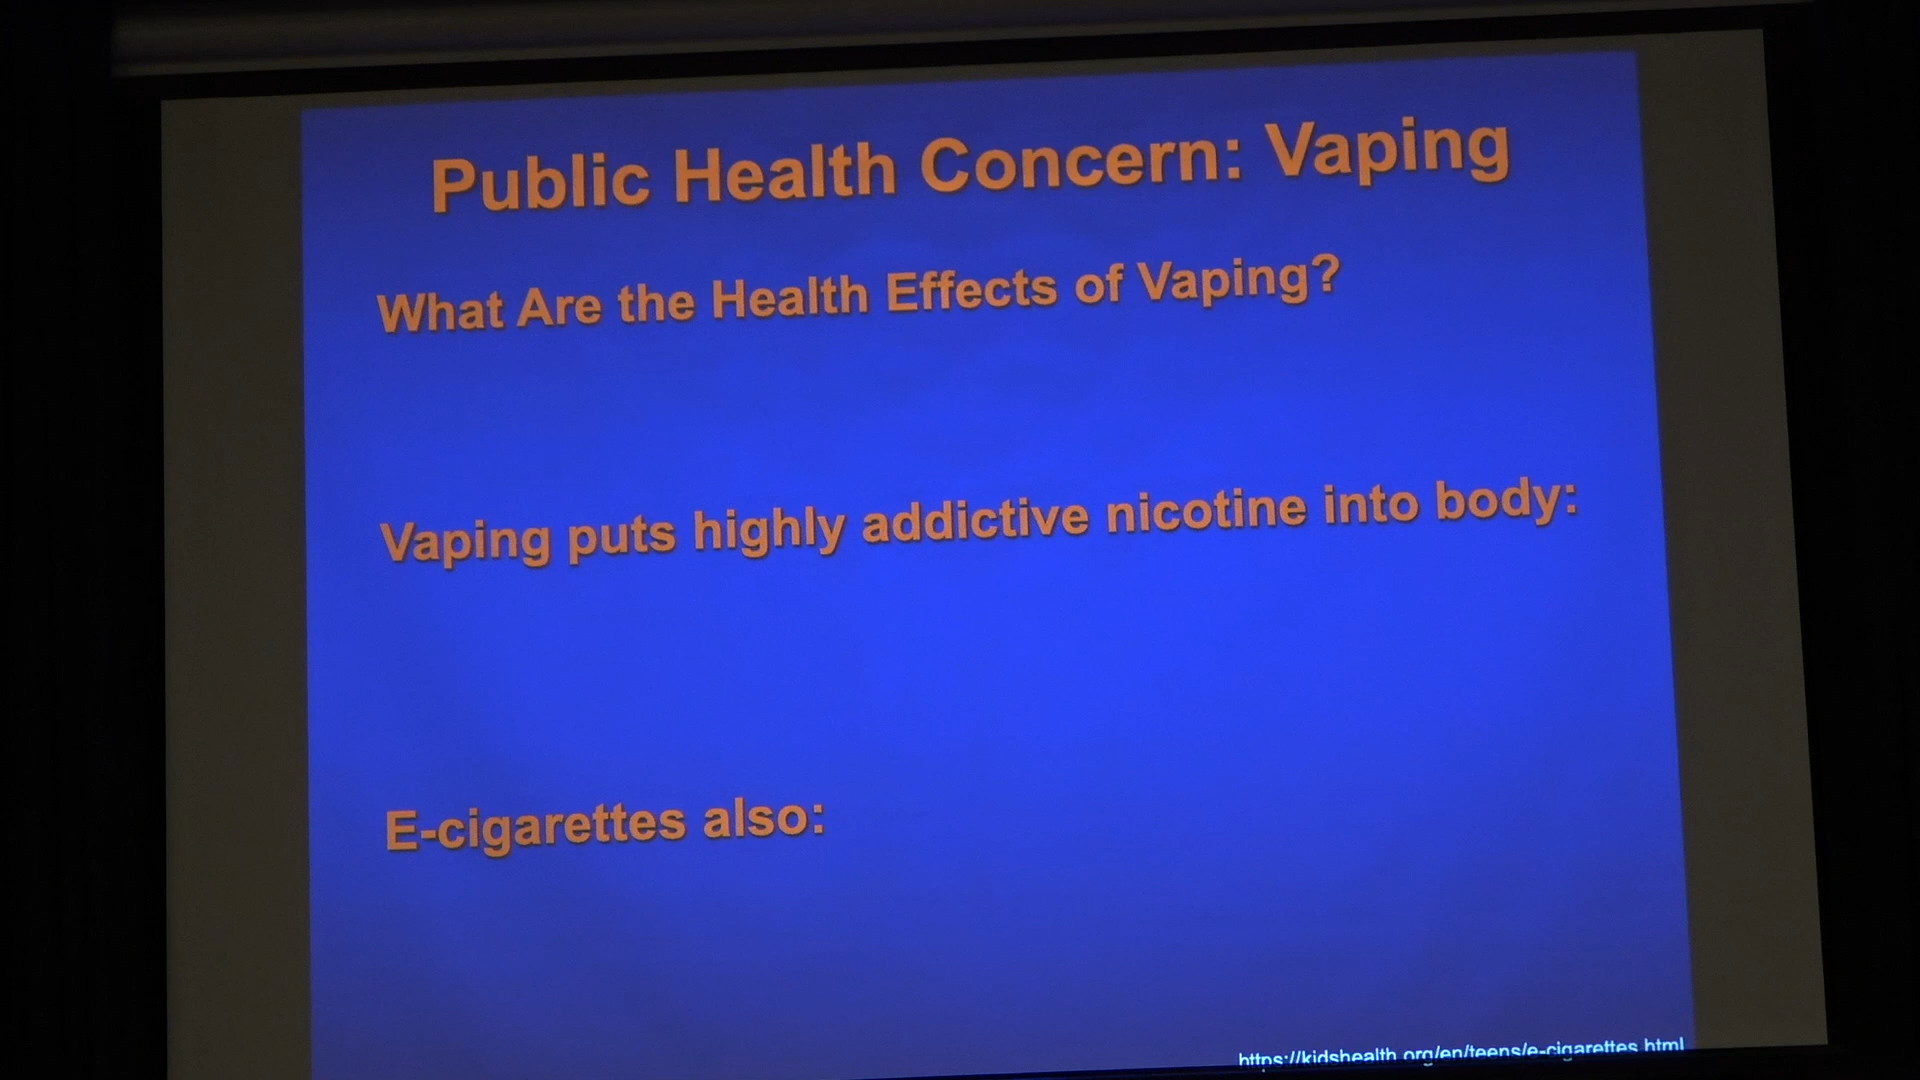 Public Health Concern: Vaping
What Are the Health Effects of Vaping?
Vaping puts highly addictive nicotine into body:
E-cigarettes also:
https://kidshealth.org/en/teens/e-cigarettes.html